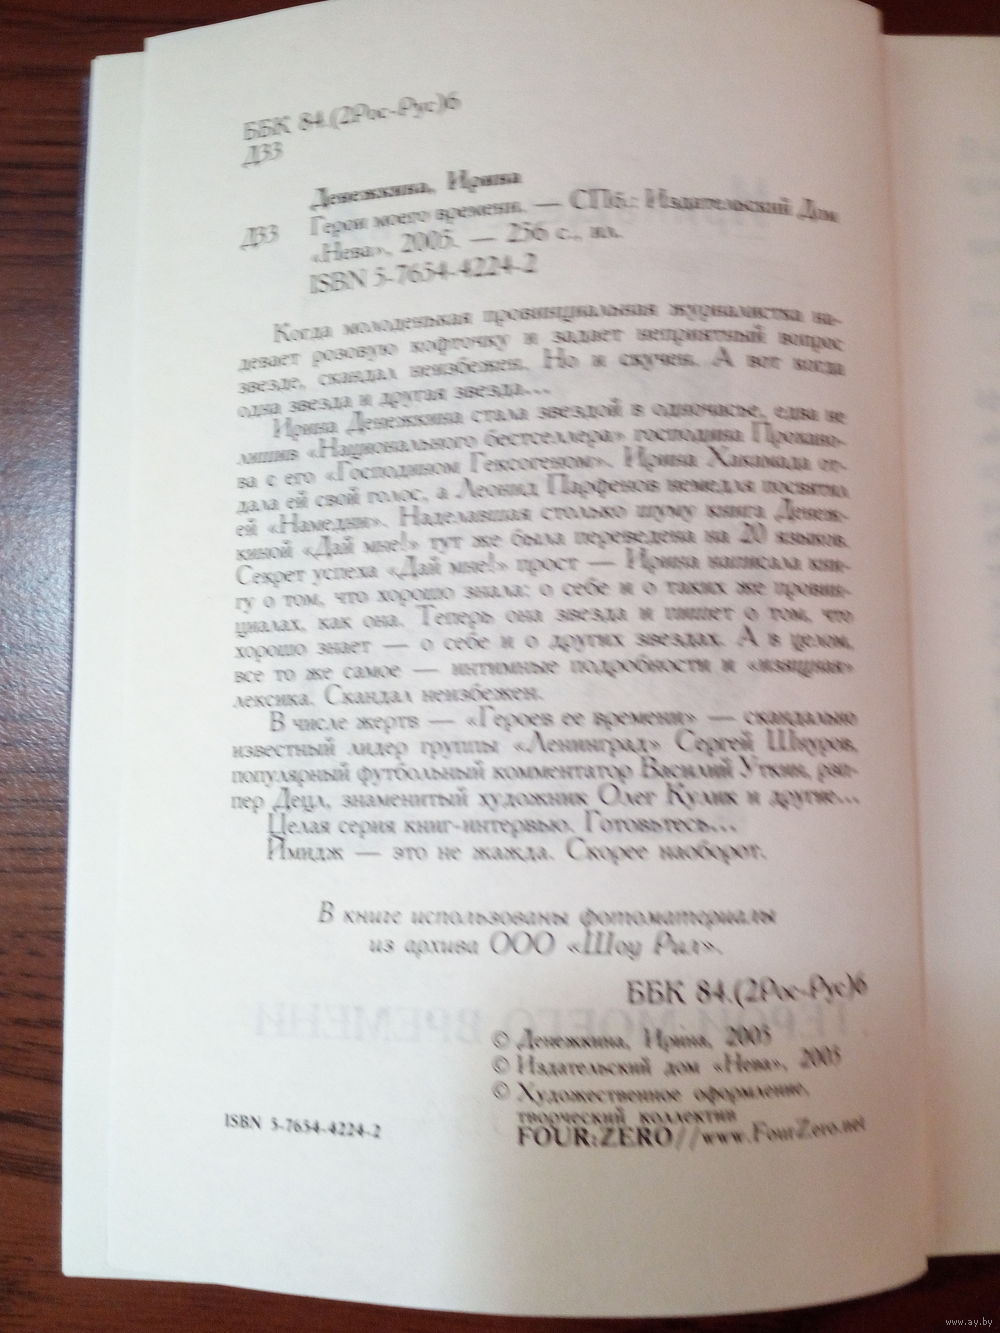 ББК 84.(2Рос-Рус)6
Д33
Денежкина, Ирина
Д33 Герои моего времени. — СПб.: Издательский Дом
«Нева», 2005. — 256 с., ил.
ISBN 5-7654-4224-2
Когда молоденькая провинциальная журналистка на-
девает розовую кофточку и задает неприятный вопрос
звезде, скандал неизбежен. Но и скучен. А вот когда
одна звезда и другая звезда...
Ирина Денежкина стала звездой в одночасье, едва не
лишив «Национального бестселлера» господина Прохано-
ва с его «Господином Гексогеном». Ирина Хакамада от-
дала ей свой голос, а Леонид Парфенов немедля посвятил
ей «Намедни». Наделавшая столько шуму книга Денеж-
киной «Дай мне!» тут же была переведена на 20 языков.
Секрет успеха «Дай мне!» прост — Ирина написала кни-
гу о том, что хорошо знала: о себе и о таких же провин-
циалах, как она. Теперь она звезда и пишет о том, что
хорошо знает — о себе и о других звездах. А в целом,
все то же самое — интимные подробности и «изящная»
лексика. Скандал неизбежен.
В числе жертв — «Героев ее времени» — скандально
известный лидер группы «Ленинград» Сергей Шнуров,
популярный футбольный комментатор Василий Уткин, рэп-
пер Децл, знаменитый художник Олег Кулик и другие...
Целая серия книг-интервью. Готовьтесь...
Имидж — это не жажда. Скорее наоборот.
В книге использованы фотоматериалы
из архива ООО «Шоу Рил».
ББК 84.(2Рос-Рус)6
© Денежкина, Ирина, 2005
© Издательский дом «Нева», 2005
© Художественное оформление,
творческий коллектив
ISBN 5-7654-4224-2 FOUR:ZERO//www.FourZero.net
www.ay.by